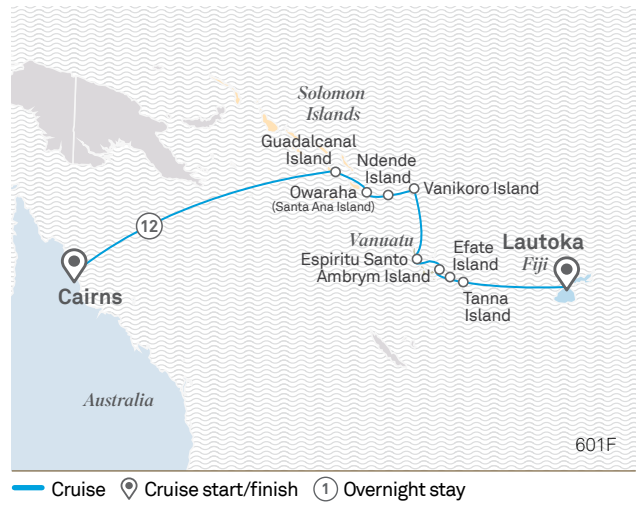 Solomon
Islands
Guadalcanal
Island
Ndende
Island
Owaraha
(Santa Ana Island)
Vanikoro Island
12
Vanuatu
Espiritu Santo
Ambrym Island
Efate
Island
Lautoka
Fiji
Tanna
Island
Cairns
Australia
601F
Cruise
Cruise start/finish
1 Overnight stay